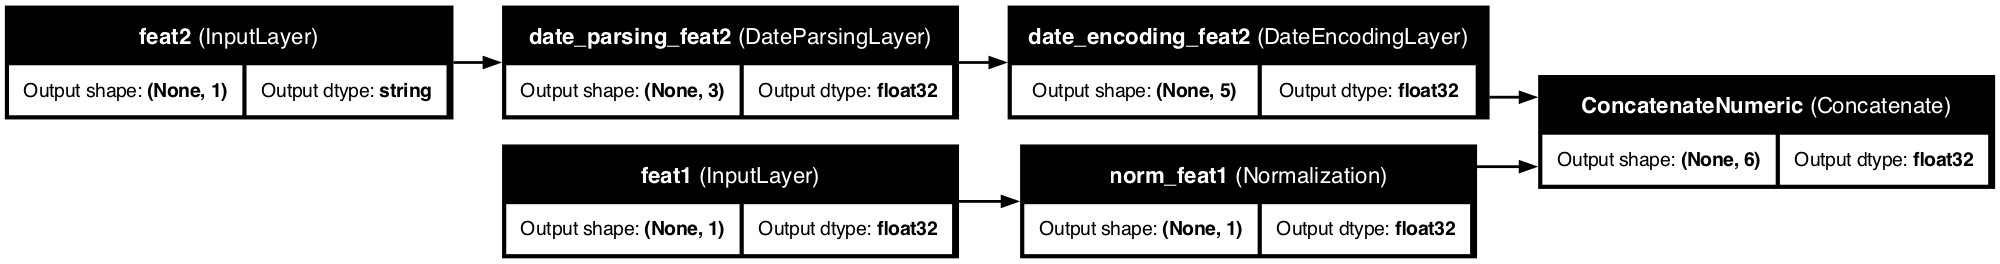 feat2 (InputLayer)
Output shape: (None, 1) Output dtype: string
date_parsing_feat2 (DateParsingLayer)
Output shape: (None, 3) Output dtype: float32
date_encoding_feat2 (DateEncodingLayer)
Output shape: (None, 5) Output dtype: float32
feat1 (InputLayer)
Output shape: (None, 1) Output dtype: float32
norm_feat1 (Normalization)
Output shape: (None, 1) Output dtype: float32
ConcatenateNumeric (Concatenate)
Output shape: (None, 6) Output dtype: float32